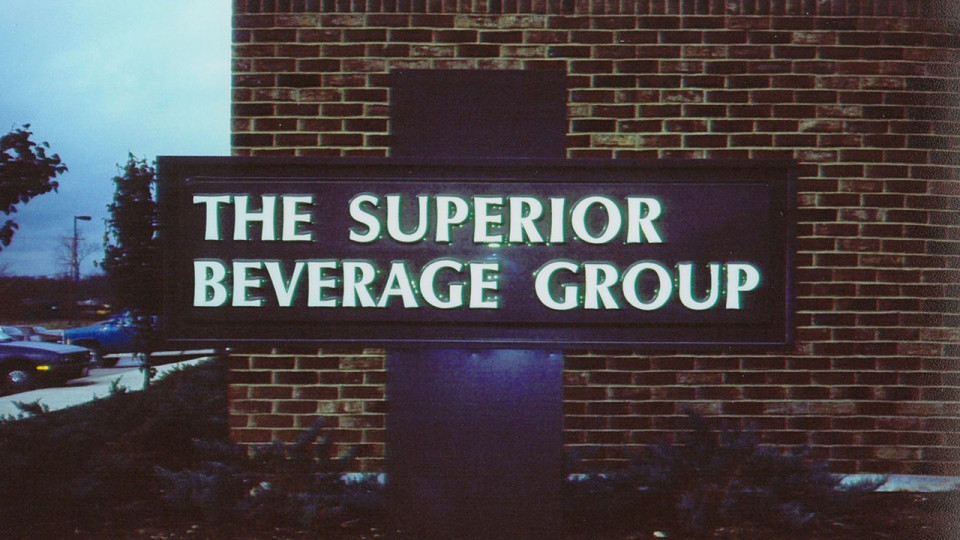 THE SUPERIOR
BEVERAGE GROUP